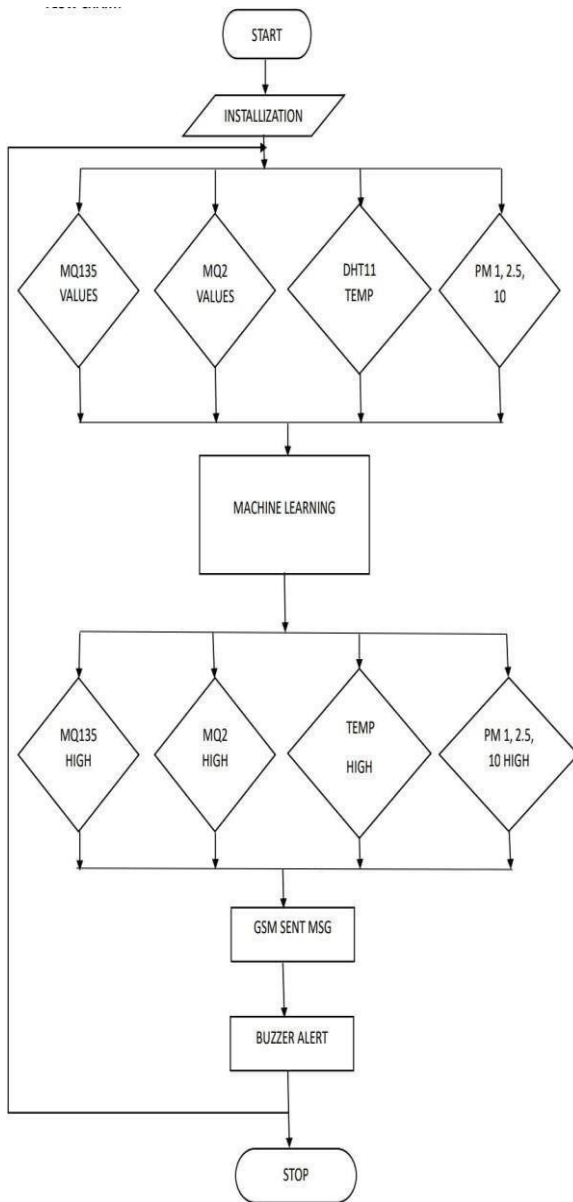 START
INSTALLIZATION
MQ135
VALUES
MQ2
VALUES
DHT11
TEMP
PM 1, 2.5,
10
MACHINE LEARNING
MQ135
HIGH
MQ2
HIGH
TEMP
HIGH
PM 1, 2.5,
10 HIGH
GSM SENT MSG
BUZZER ALERT
STOP